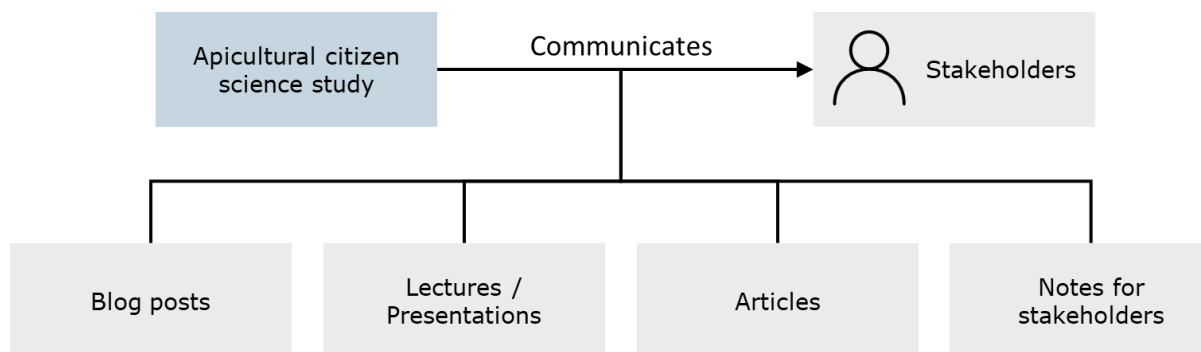 Apicultural citizen
science study
Communicates
Stakeholders
Blog posts
Lectures /
Presentations
Articles
Notes for
stakeholders